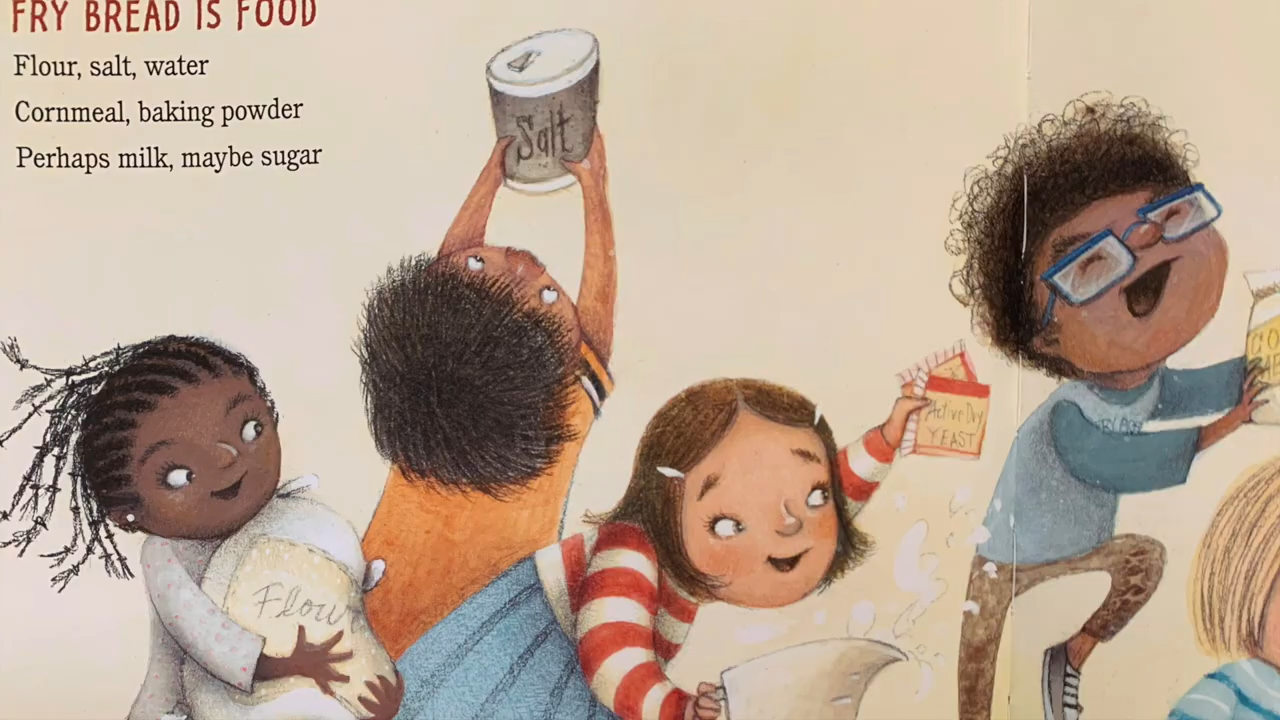 FRY BREAD IS FOOD
Flour, salt, water
Cornmeal, baking powder
Perhaps milk, maybe sugar
Salt
Active Dry
YEAST
Flour